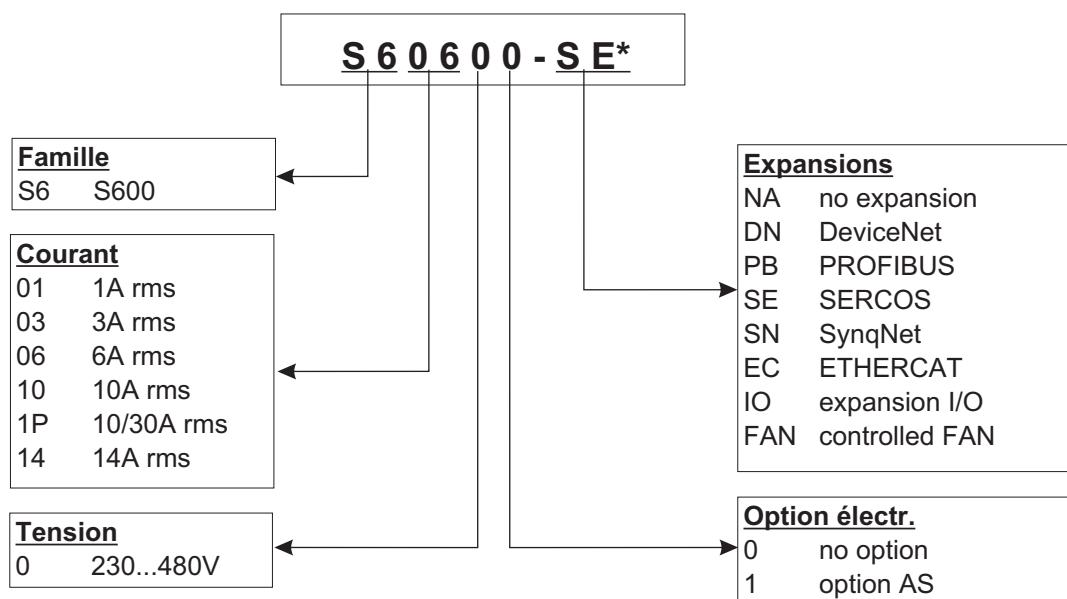 S 6 0 6 0 0 - S E*
Famille
S6 S600
Courant
01 1A rms
03 3A rms
06 6A rms
10 10A rms
1P 10/30A rms
14 14A rms
Tension
0 230...480V
Expansions
NA no expansion
DN DeviceNet
PB PROFIBUS
SE SERCOS
SN SynqNet
EC ETHERCAT
IO expansion I/O
FAN controlled FAN
Option électr.
0 no option
1 option AS